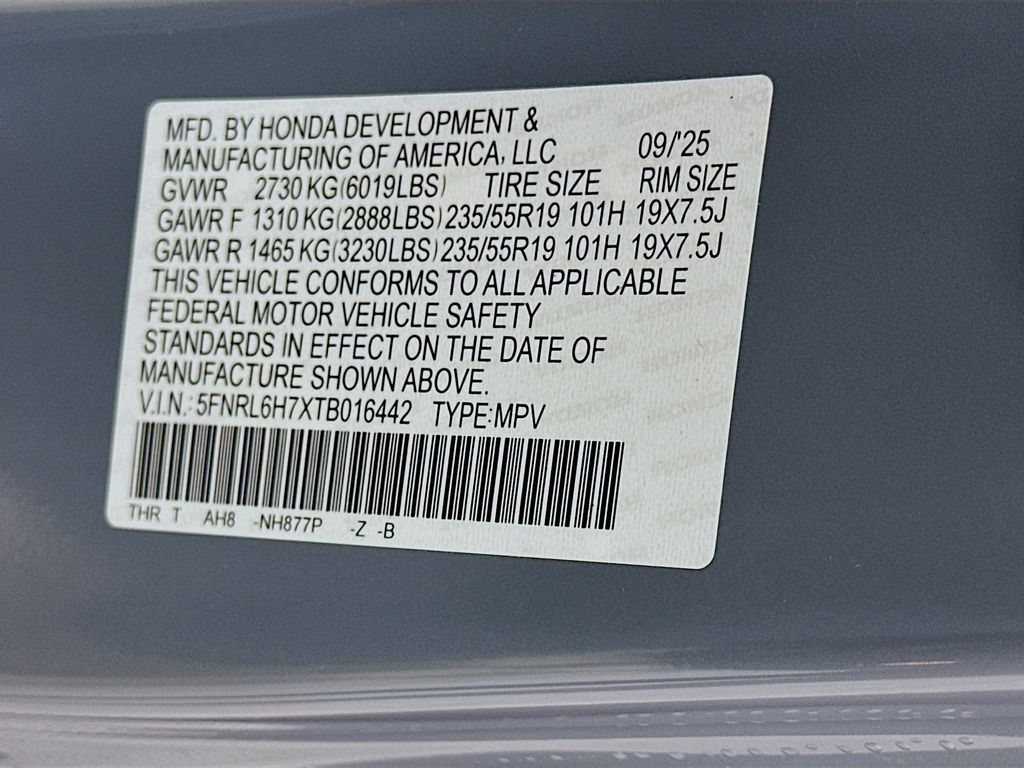 MFD. BY HONDA DEVELOPMENT &
MANUFACTURING OF AMERICA, LLC 09/'25
GVWR 2730 KG(6019LBS) TIRE SIZE RIM SIZE
GAWR F 1310 KG(2888LBS) 235/55R19 101H 19X7.5J
GAWR R 1465 KG(3230LBS) 235/55R19 101H 19X7.5J
THIS VEHICLE CONFORMS TO ALL APPLICABLE
FEDERAL MOTOR VEHICLE SAFETY
STANDARDS IN EFFECT ON THE DATE OF
MANUFACTURE SHOWN ABOVE.
V.I.N.: 5FNRL6H7XTB016442 TYPE:MPV
THR T AH8 -NH877P -Z -B